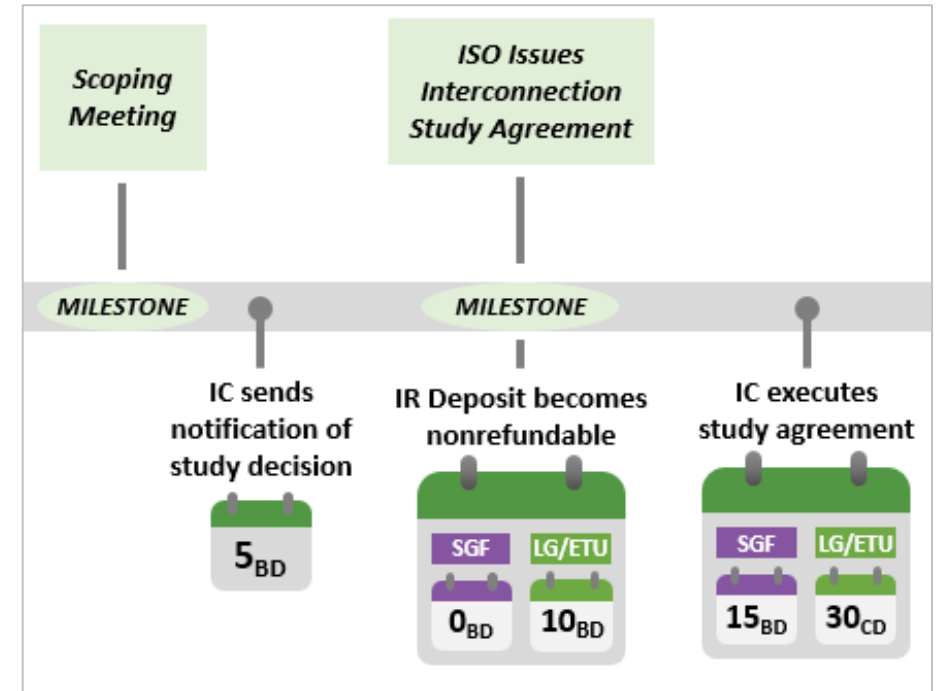 Scoping
Meeting
ISO Issues
Interconnection
Study Agreement
MILESTONE
MILESTONE
IC sends
notification of
study decision
5BD
IR Deposit becomes
nonrefundable
SGF
LG/ETU
0BD
10BD
IC executes
study agreement
SGF
LG/ETU
15BD
30CD